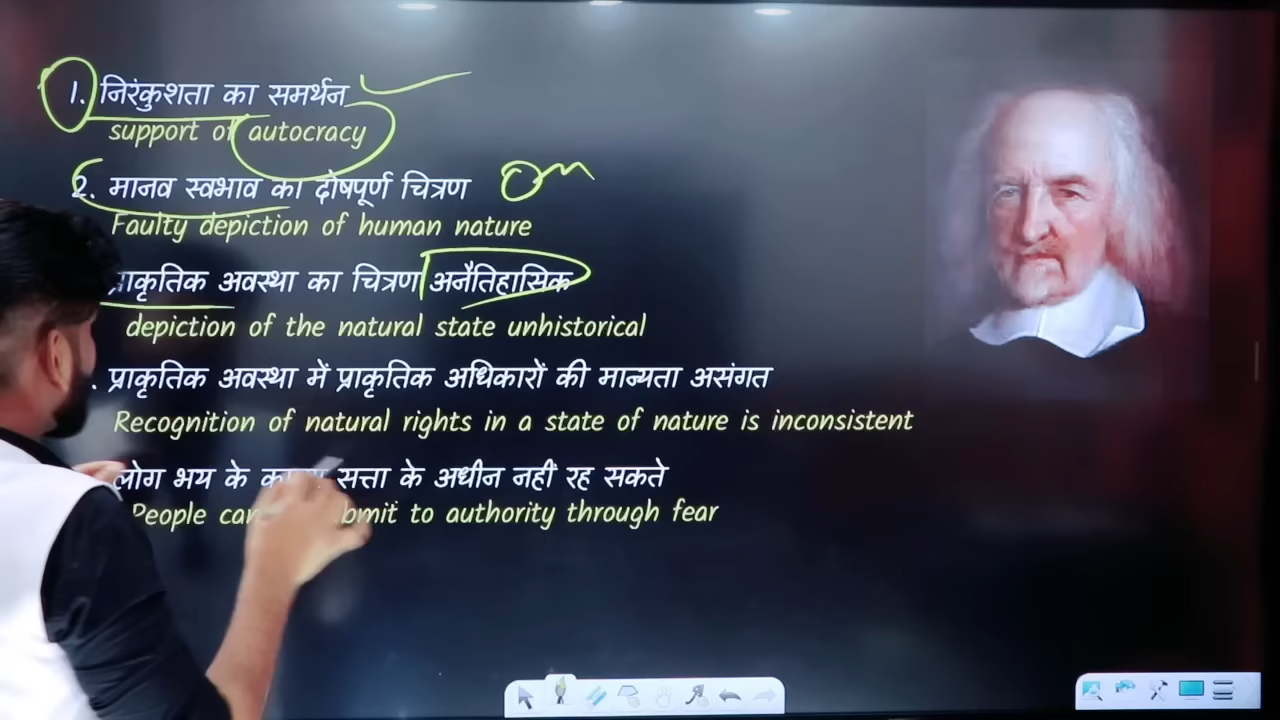 1. निरंकुशता का समर्थन
support of autocracy
2. मानव स्वभाव का दोषपूर्ण चित्रण
Faulty depiction of human nature
प्राकृतिक अवस्था का चित्रण अनैतिहासिक
depiction of the natural state unhistorical
. प्राकृतिक अवस्था में प्राकृतिक अधिकारों की मान्यता असंगत
Recognition of natural rights in a state of nature is inconsistent
लोग भय के सत्ता के अधीन नहीं रह सकते
People to authority through fear